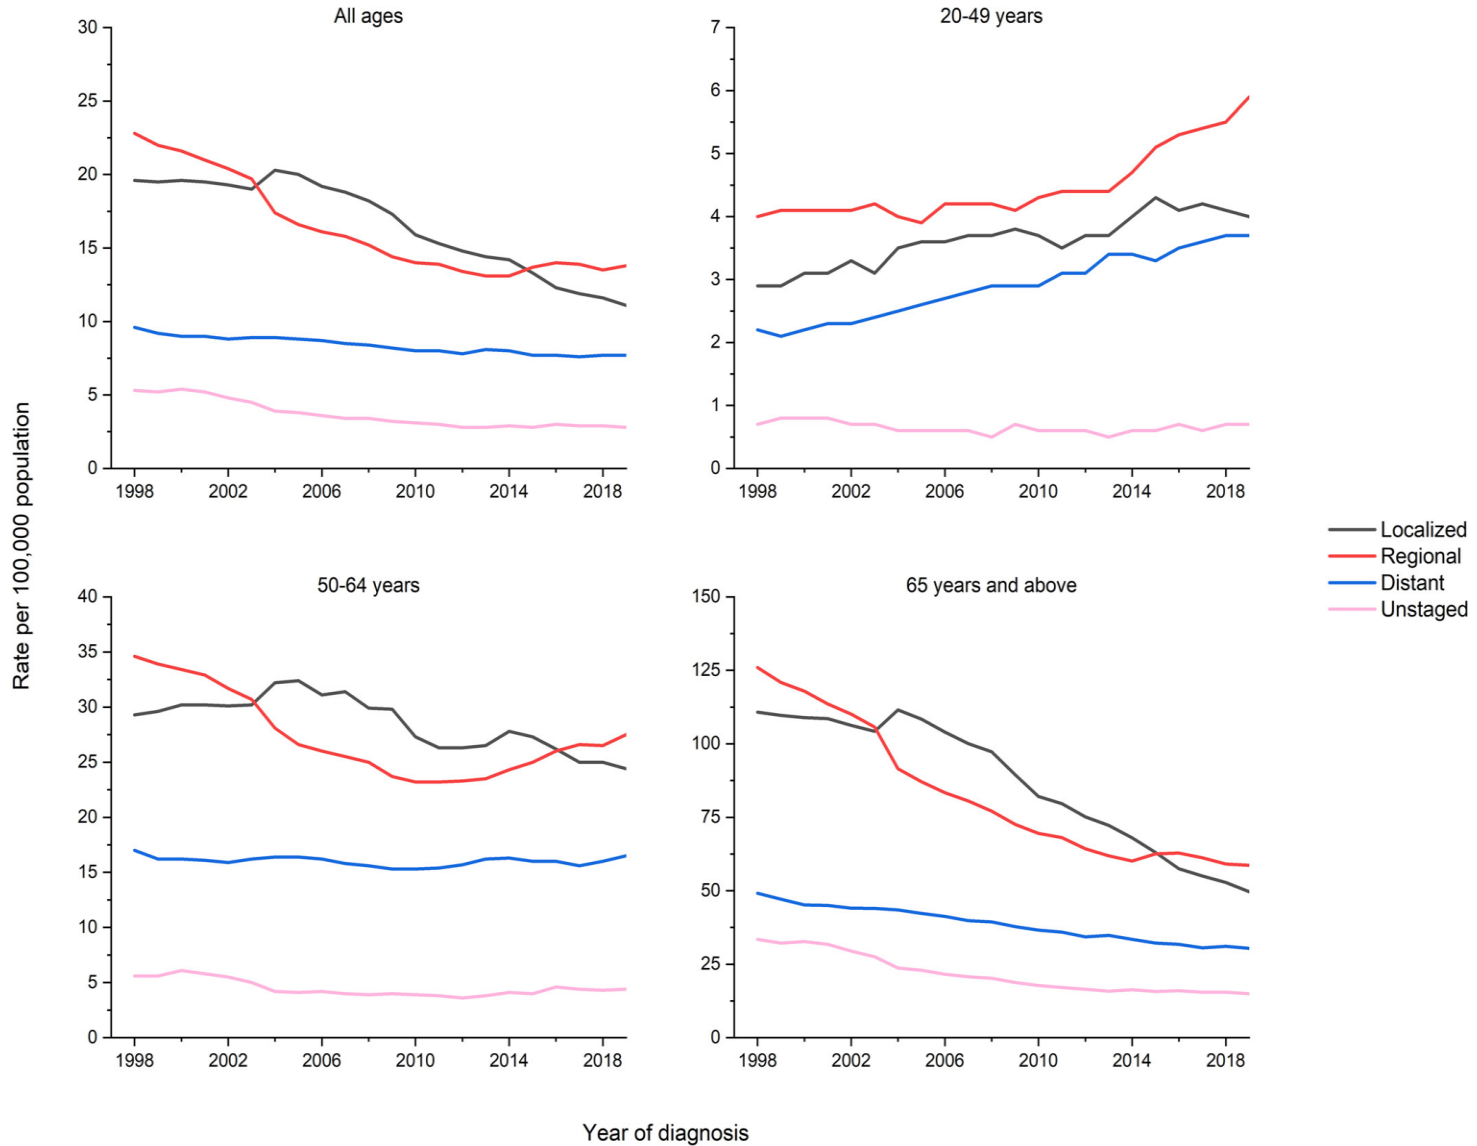 All ages
30
25
20
15
10
5
0
1998 2002 2006 2010 2014 2018
20-49 years
7
6
5
4
3
2
1
0
1998 2002 2006 2010 2014 2018
Rate per 100,000 population
50-64 years
40
35
30
25
20
15
10
5
0
1998 2002 2006 2010 2014 2018
65 years and above
150
125
100
75
50
25
0
1998 2002 2006 2010 2014 2018
Localized
Regional
Distant
Unstaged
Year of diagnosis